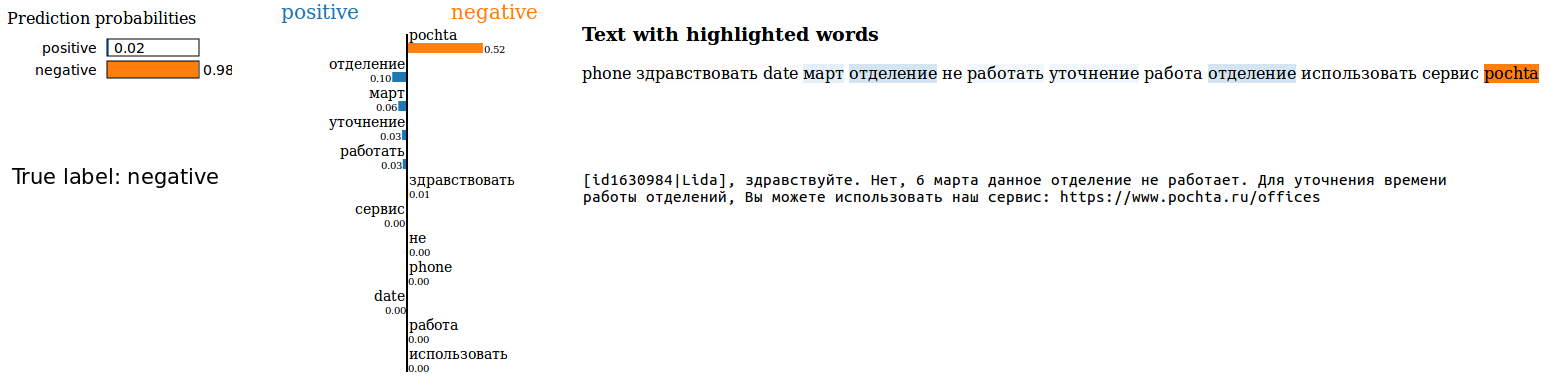 Prediction probabilities
positive 0.02
negative 0.98
True label: negative
positive negative
pochta
0.52
отделение
0.10
март
0.06
уточнение
0.03
работать
0.03
здравствовать
0.01
сервис
0.00
не
0.00
phone
0.00
date
0.00
работа
0.00
использовать
0.00
Text with highlighted words
phone здравствовать date март отделение не работать уточнение работа отделение использовать сервис pochta
[id1630984|Lida], здравствуйте. Нет, 6 марта данное отделение не работает. Для уточнения времени
работы отделений, Вы можете использовать наш сервис: https://www.pochta.ru/offices